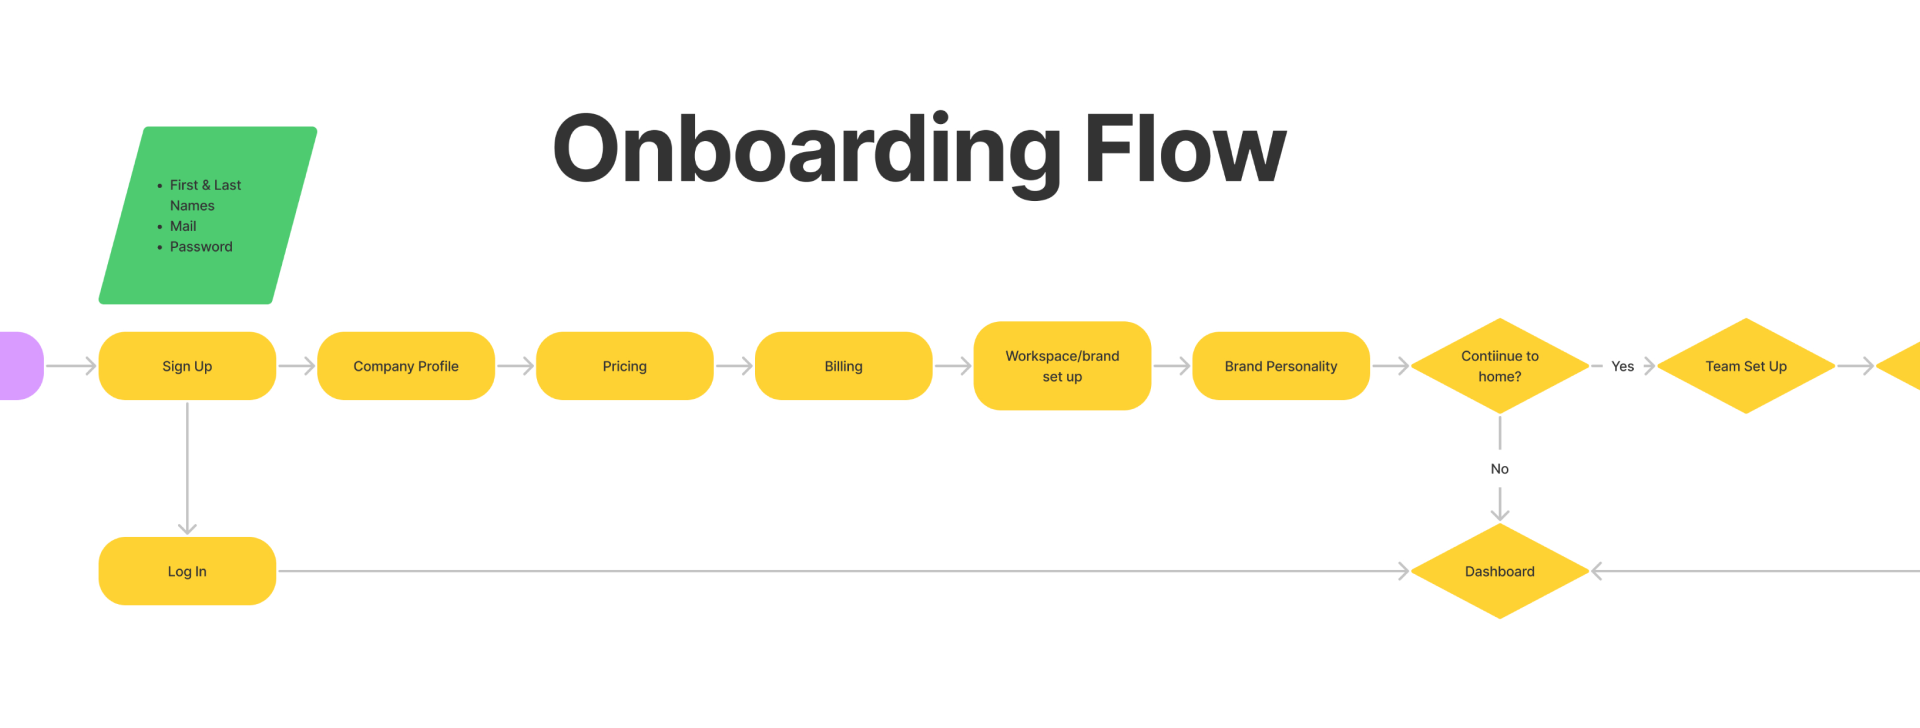 Onboarding Flow
• First & Last
Names
• Mail
• Password
Sign Up
Company Profile
Pricing
Billing
Workspace/brand
set up
Brand Personality
Contiinue to
home?
Yes
Team Set Up
No
Log In
Dashboard